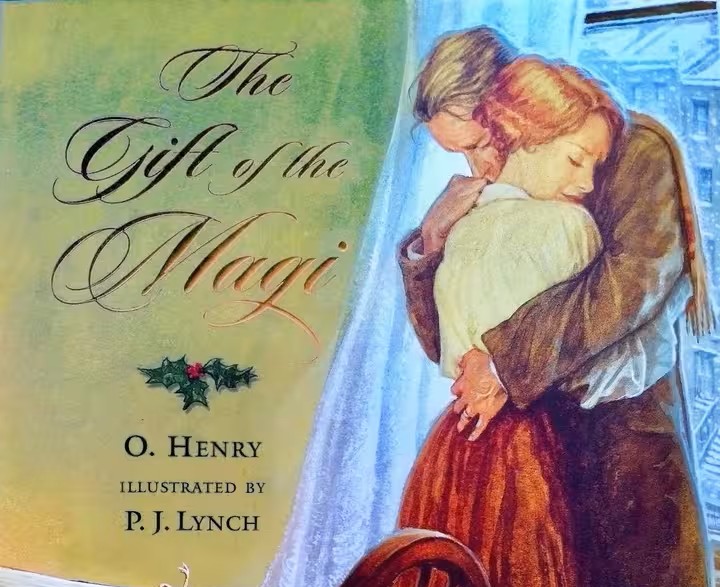 The
Gift of the
Magi
O. HENRY
ILLUSTRATED BY
P. J. LYNCH